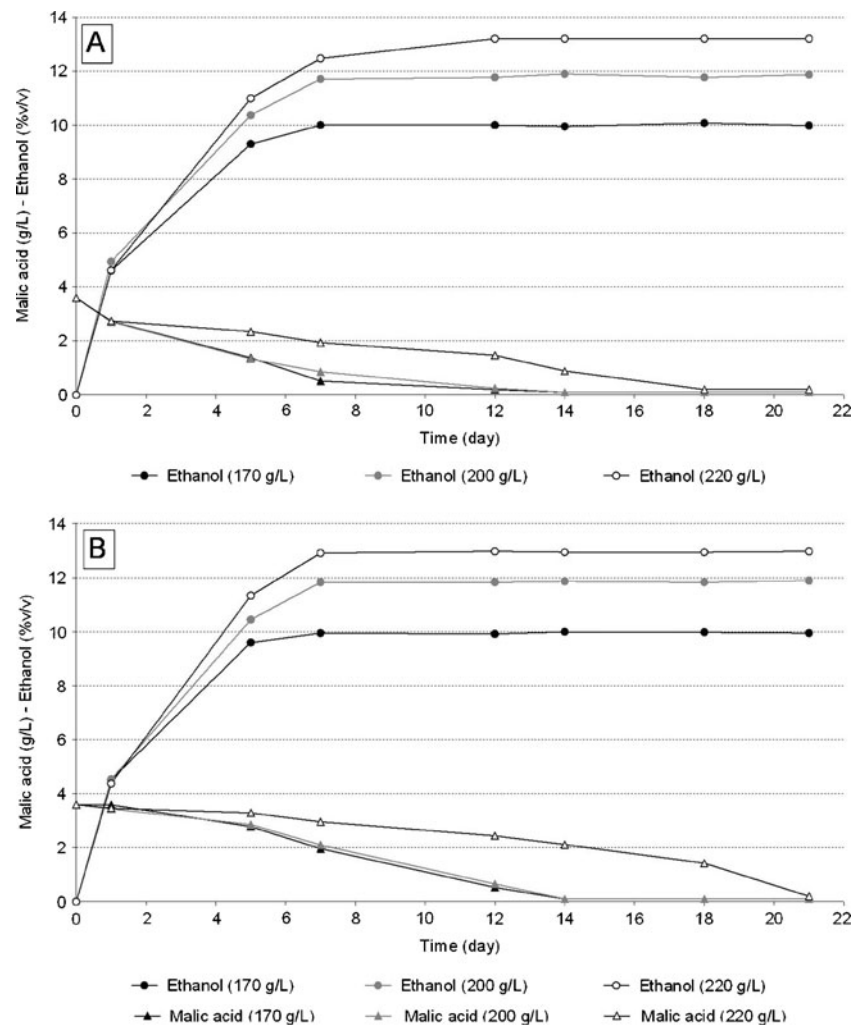 A
14
12
10
8
6
4
2
0
Malic acid (g/L) - Ethanol (%v/v)
0 2 4 6 8 10 12 14 16 18 20 22
Time (day)
Ethanol (170 g/L) Ethanol (200 g/L) Ethanol (220 g/L)
B
14
12
10
8
6
4
2
0
Malic acid (g/L) - Ethanol (%v/v)
0 2 4 6 8 10 12 14 16 18 20 22
Time (day)
Ethanol (170 g/L) Ethanol (200 g/L) Ethanol (220 g/L)
Malic acid (170 g/L) Malic acid (200 g/L) Malic acid (220 g/L)